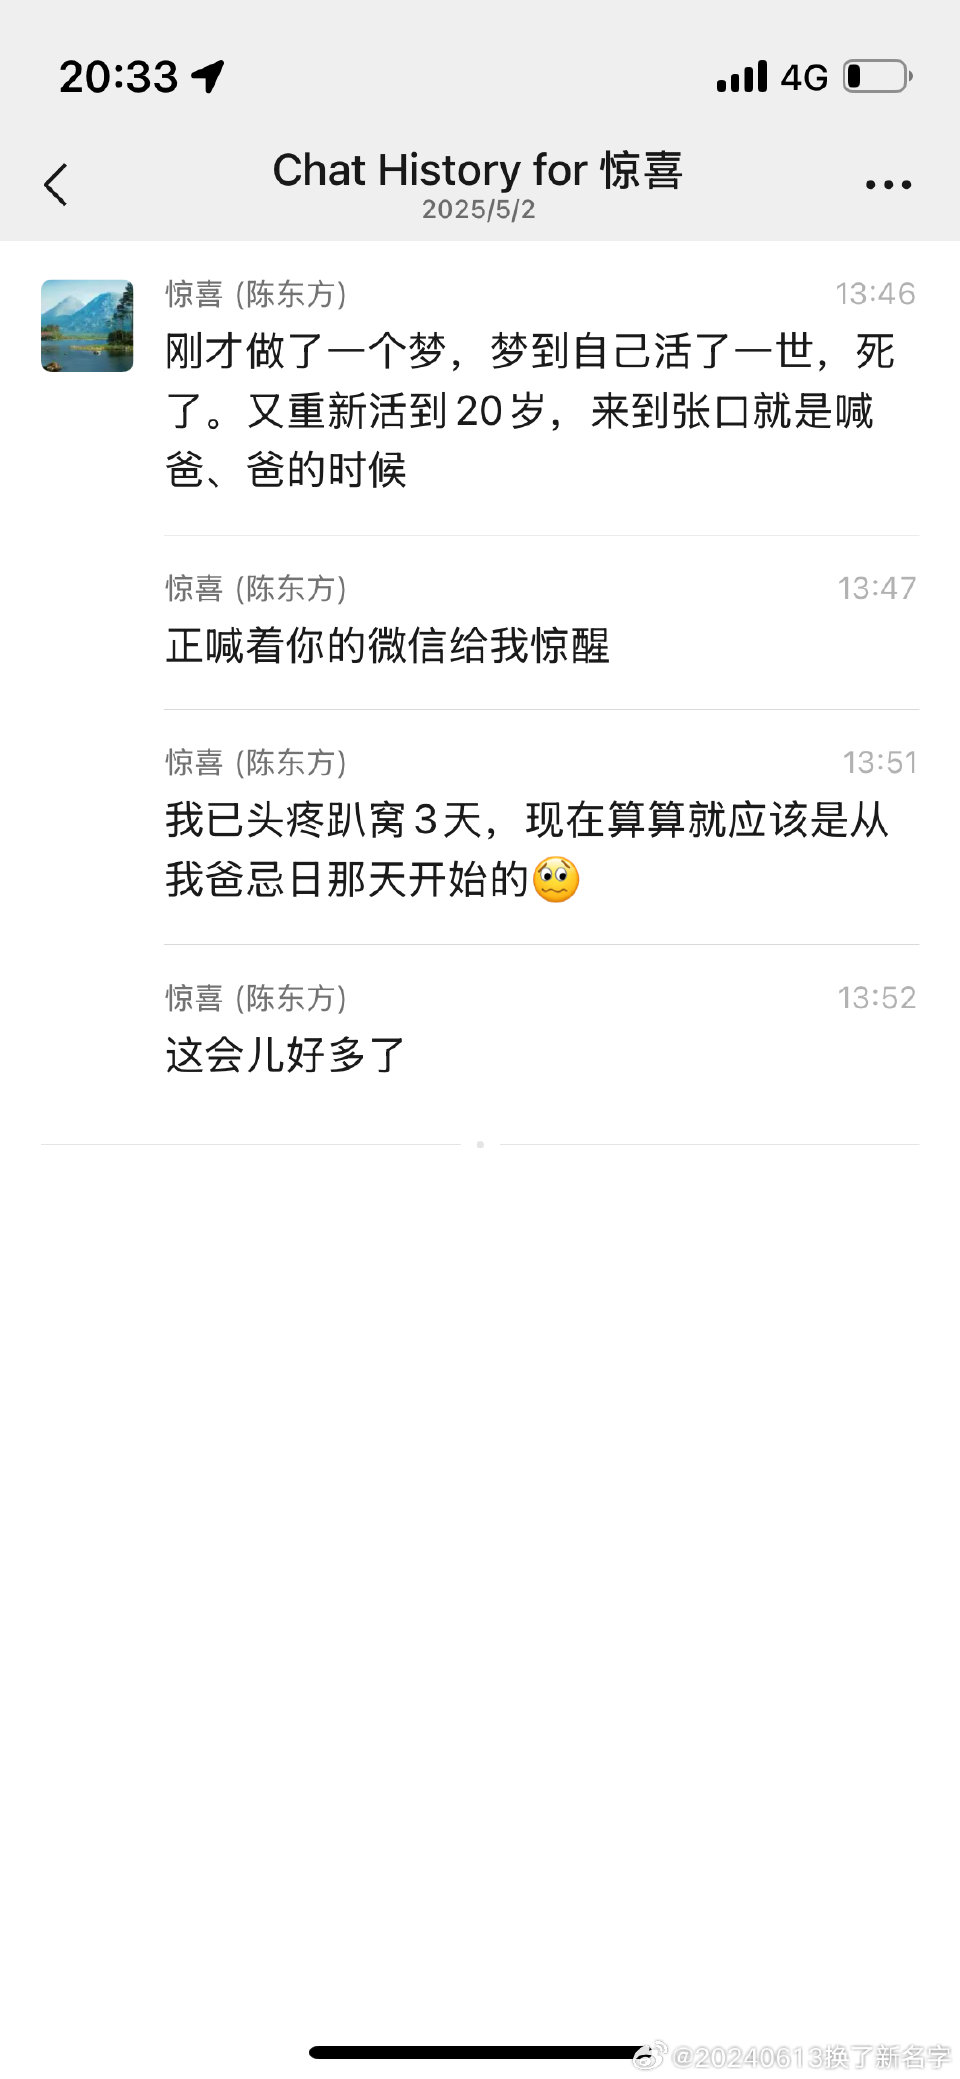 20:33
4G
Chat History for 惊喜
2025/5/2
惊喜 (陈东方) 13:46
刚才做了一个梦，梦到自己活了一世，死
了。又重新活到20岁，来到张口就是喊
爸、爸的时候
惊喜 (陈东方) 13:47
正喊着你的微信给我惊醒
惊喜 (陈东方) 13:51
我已头疼趴窝3天，现在算算就应该是从
我爸忌日那天开始的🥴
惊喜 (陈东方) 13:52
这会儿好多了
@20240613换了新名字